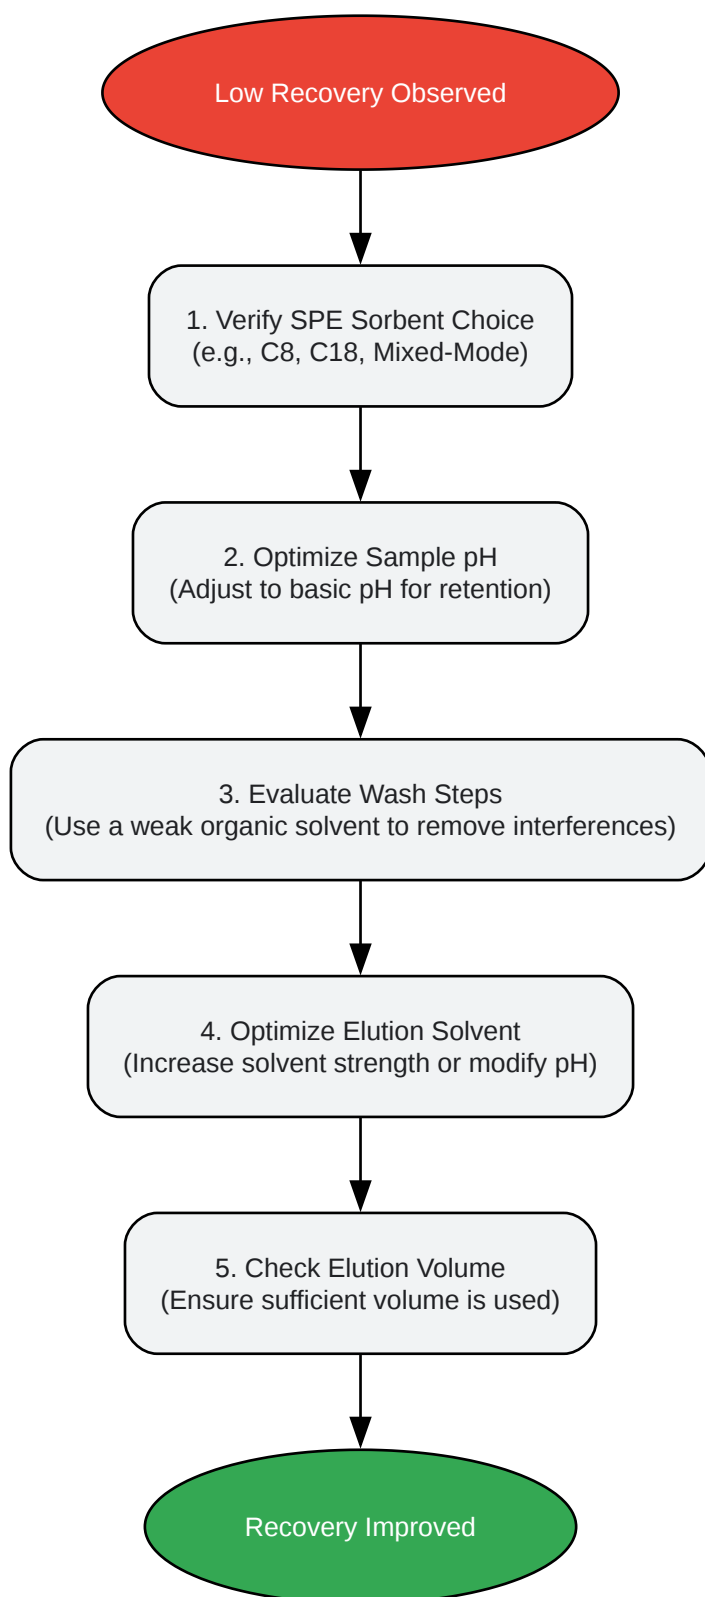 Low Recovery Observed
1. Verify SPE Sorbent Choice
(e.g., C8, C18, Mixed-Mode)
2. Optimize Sample pH
(Adjust to basic pH for retention)
3. Evaluate Wash Steps
(Use a weak organic solvent to remove interferences)
4. Optimize Elution Solvent
(Increase solvent strength or modify pH)
5. Check Elution Volume
(Ensure sufficient volume is used)
Recovery Improved